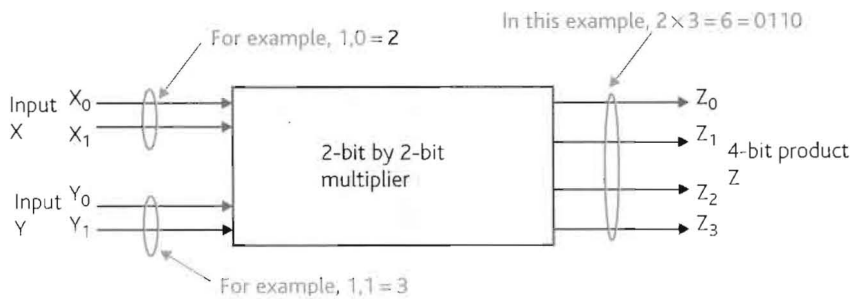 In this example, 2 × 3 = 6 = 0110
For example, 1,0 = 2
Input X
X₀
X₁
2-bit by 2-bit
multiplier
Input Y
Y₀
Y₁
Z₀
Z₁
Z₂
Z₃
4-bit product
Z
For example, 1,1 = 3